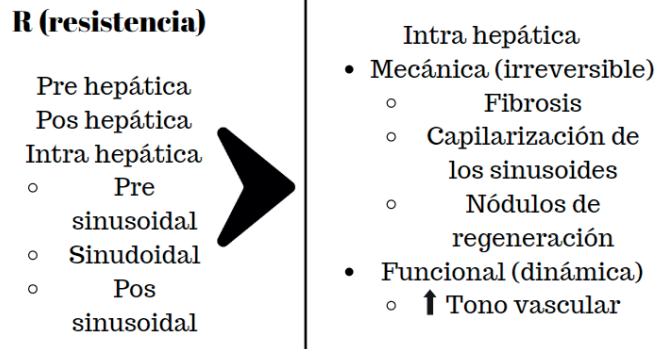 R (resistencia)
Pre hepática
Pos hepática
Intra hepática
Pre
sinusoidal
Sinudoidal
Pos
sinusoidal
Intra hepática
Mecánica (irreversible)
Fibrosis
Capilarización de
los sinusoides
Nódulos de
regeneración
Funcional (dinámica)
⬆ Tono vascular